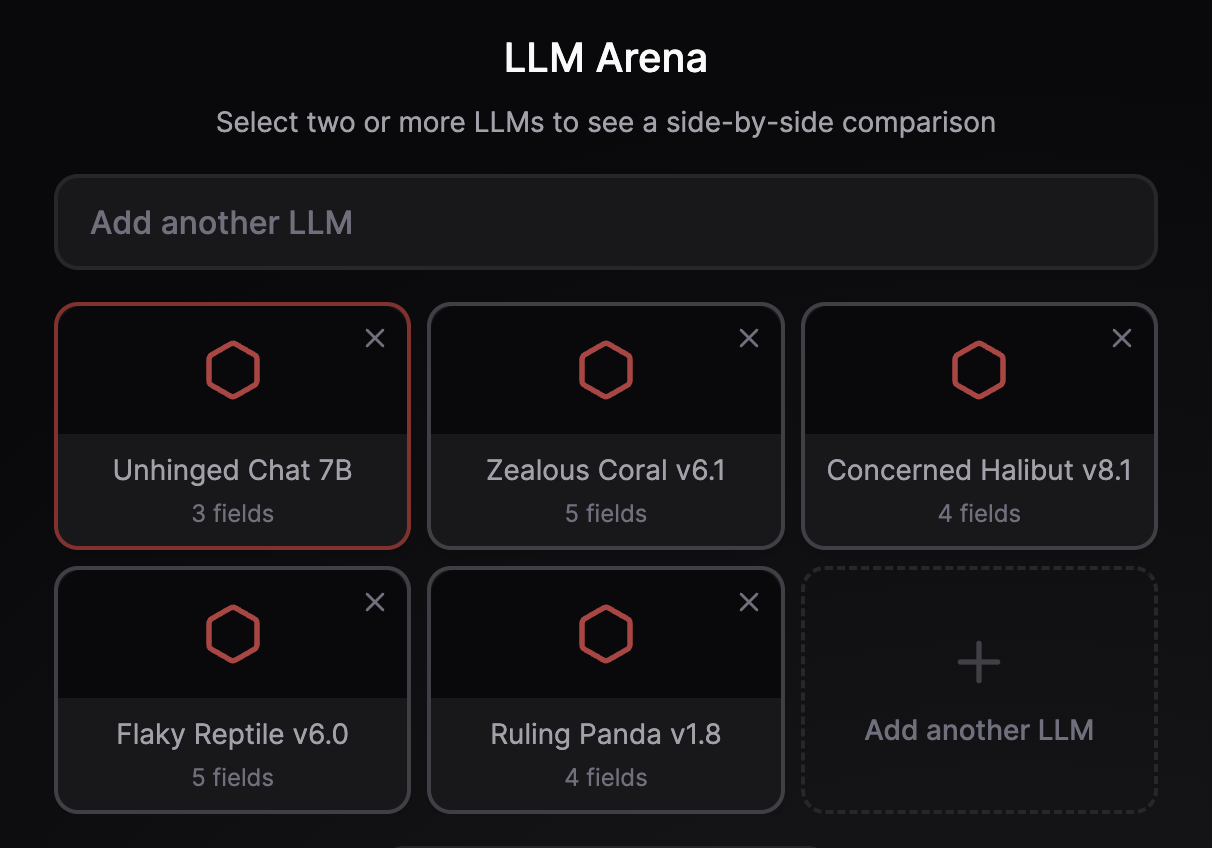 LLM Arena
Select two or more LLMs to see a side-by-side comparison
Add another LLM
Unhinged Chat 7B
3 fields
Zealous Coral v6.1
5 fields
Concerned Halibut v8.1
4 fields
Flaky Reptile v6.0
5 fields
Ruling Panda v1.8
4 fields
Add another LLM